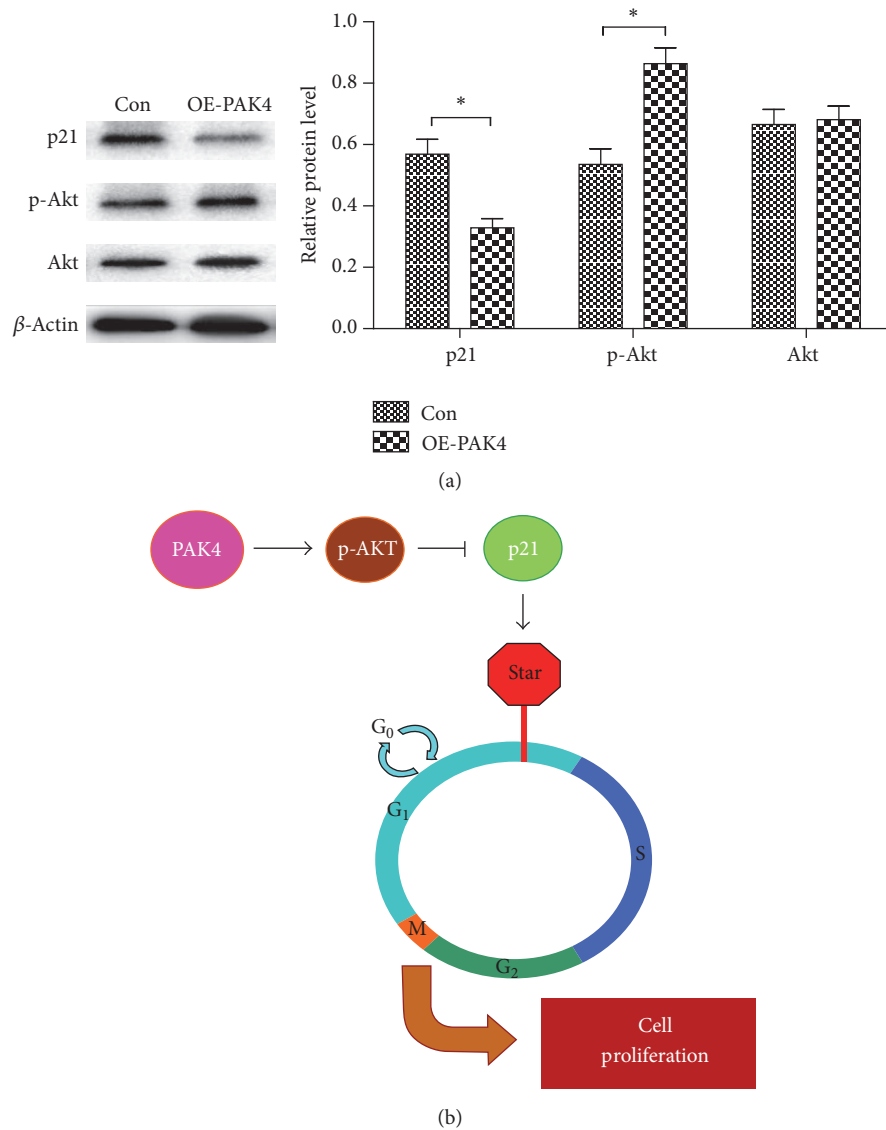 Con OE-PAK4
p21
p-Akt
Akt
β-Actin
Relative protein level
1.0
0.8
0.6
0.4
0.2
0.0
*
*
p21 p-Akt Akt
Con
OE-PAK4
(a)
PAK4 p-AKT p21
Star
G0
G1
S
M
G2
Cell
proliferation
(b)